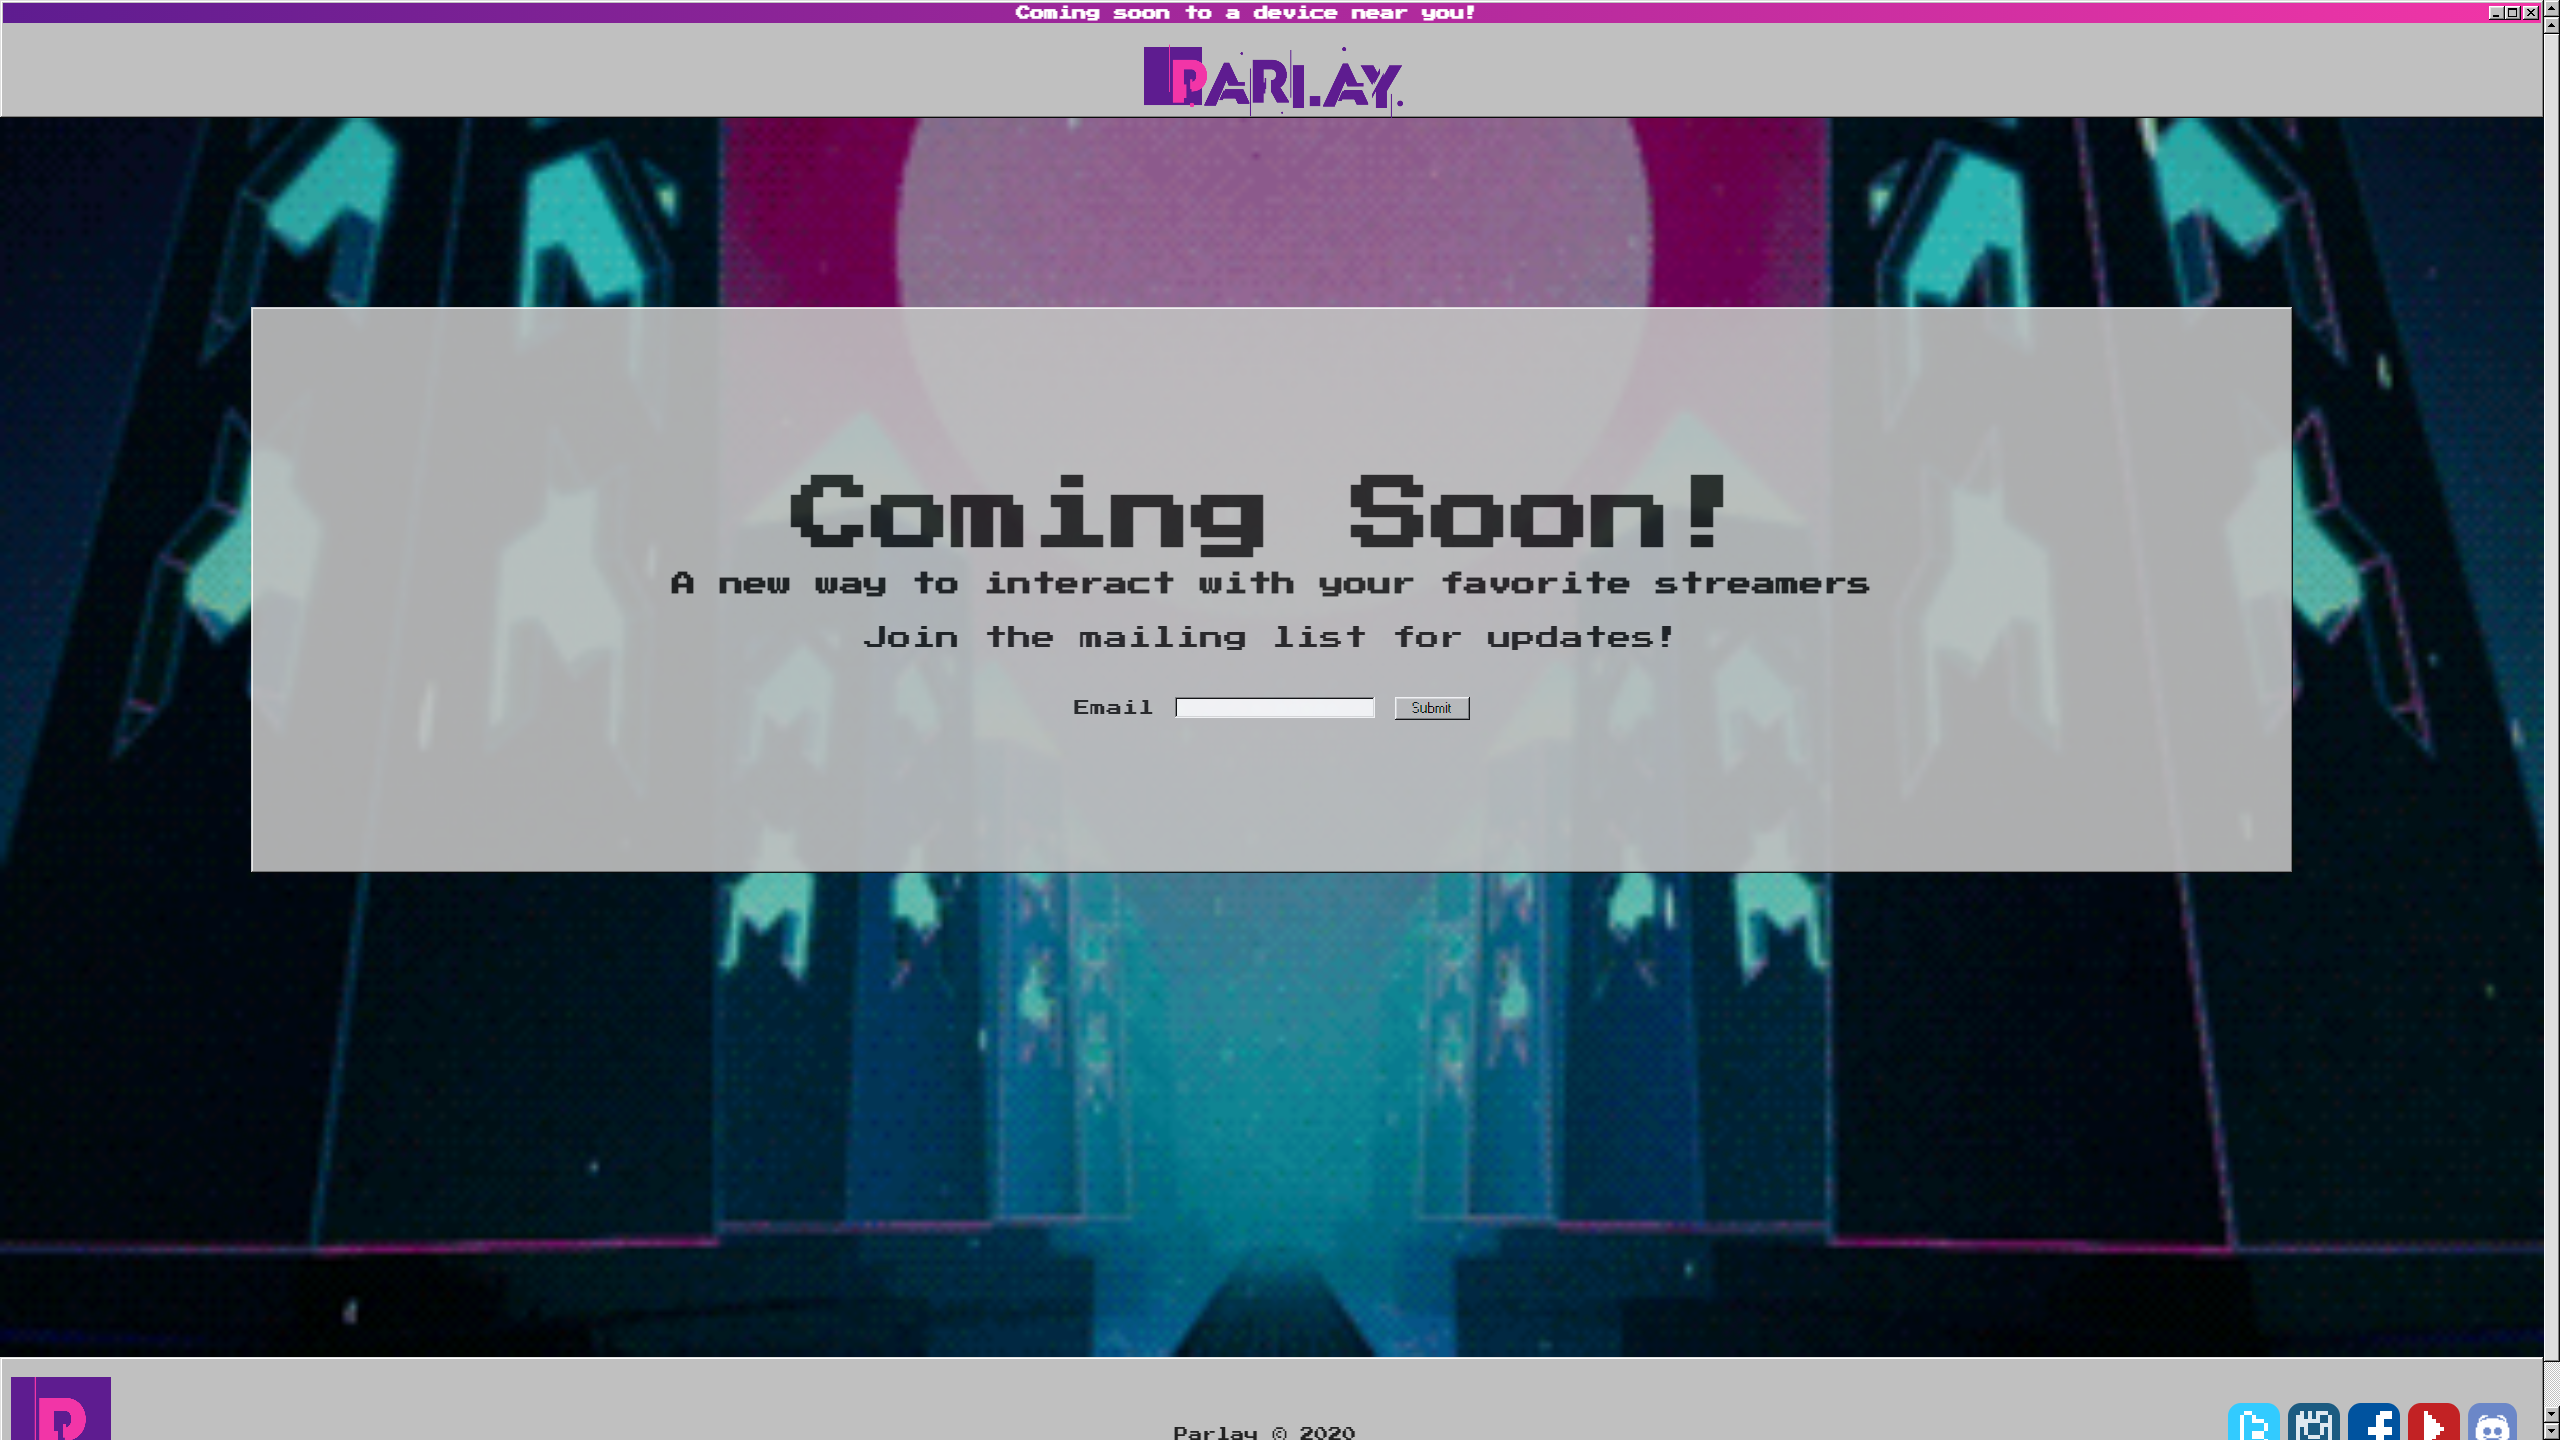 Coming soon to a device near you!
PARLAY
Coming Soon!
A new way to interact with your favorite streamers
Join the mailing list for updates!
Email Submit
P
Parlay © 2020